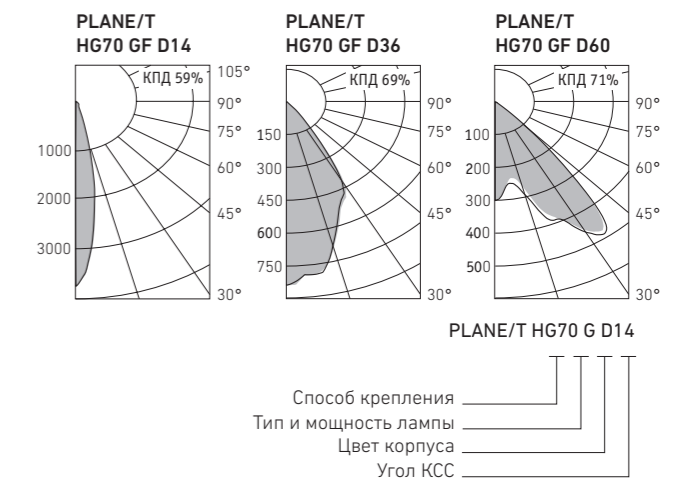 PLANE/T
HG70 GF D14
PLANE/T
HG70 GF D36
PLANE/T
HG70 GF D60
КПД 59%
105°
90°
75°
60°
45°
30°
1000
2000
3000
КПД 69%
90°
75°
60°
45°
30°
150
300
450
600
750
КПД 71%
90°
75°
60°
45°
30°
100
200
300
400
500
PLANE/T HG70 G D14
Способ крепления
Тип и мощность лампы
Цвет корпуса
Угол КСС